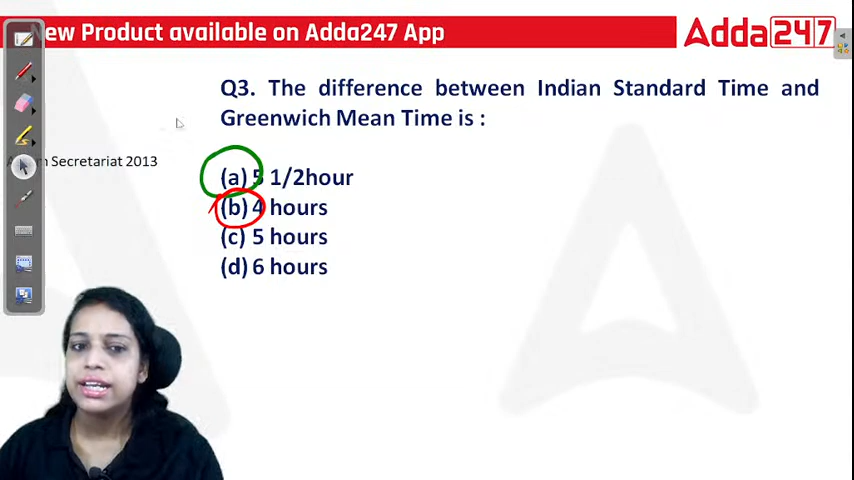 New Product available on Adda247 App
Adda247
Q3. The difference between Indian Standard Time and
Greenwich Mean Time is :
Secretariat 2013
(a) 5 1/2hour
(b) 4 hours
(c) 5 hours
(d) 6 hours